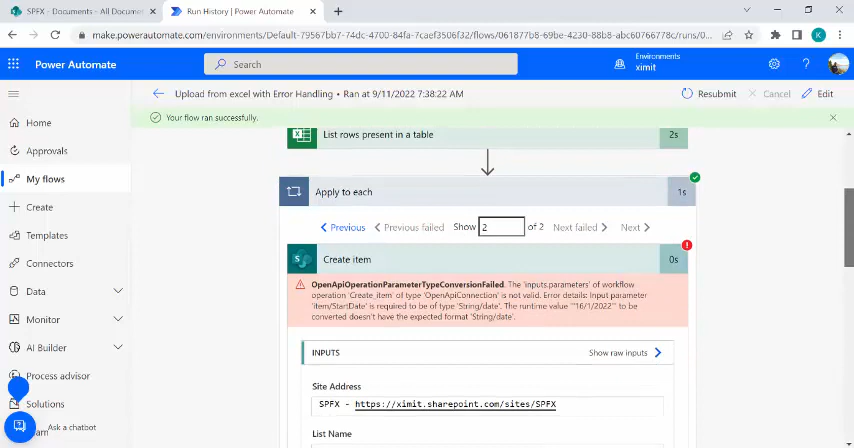 SPFX - Documents - All Documen
Run History | Power Automate
make.powerautomate.com/environments/Default-79567bb7-74dc-4700-84fa-7caef3506f32/flows/061877b8-69be-4230-88b8-abc60766778c/runs/0...
K
Power Automate
Search
Environments
ximit
Upload from excel with Error Handling • Ran at 9/11/2022 7:38:22 AM
Resubmit
Cancel
Edit
Your flow ran successfully.
Home
Approvals
My flows
Create
Templates
Connectors
Data
Monitor
AI Builder
Process advisor
Solutions
Ask a chatbot
List rows present in a table
2s
Apply to each
1s
Previous
Previous failed
Show 2 of 2
Next failed
Next
Create item
0s
OpenApiOperationParameterTypeConversionFailed. The 'inputs.parameters' of workflow
operation 'Create_item' of type 'OpenApiConnection' is not valid. Error details: Input parameter
'item/StartDate' is required to be of type 'String/date'. The runtime value '"16/1/2022"' to be
converted doesn't have the expected format 'String/date'.
INPUTS
Show raw inputs
Site Address
SPFX - https://ximit.sharepoint.com/sites/SPFX
List Name